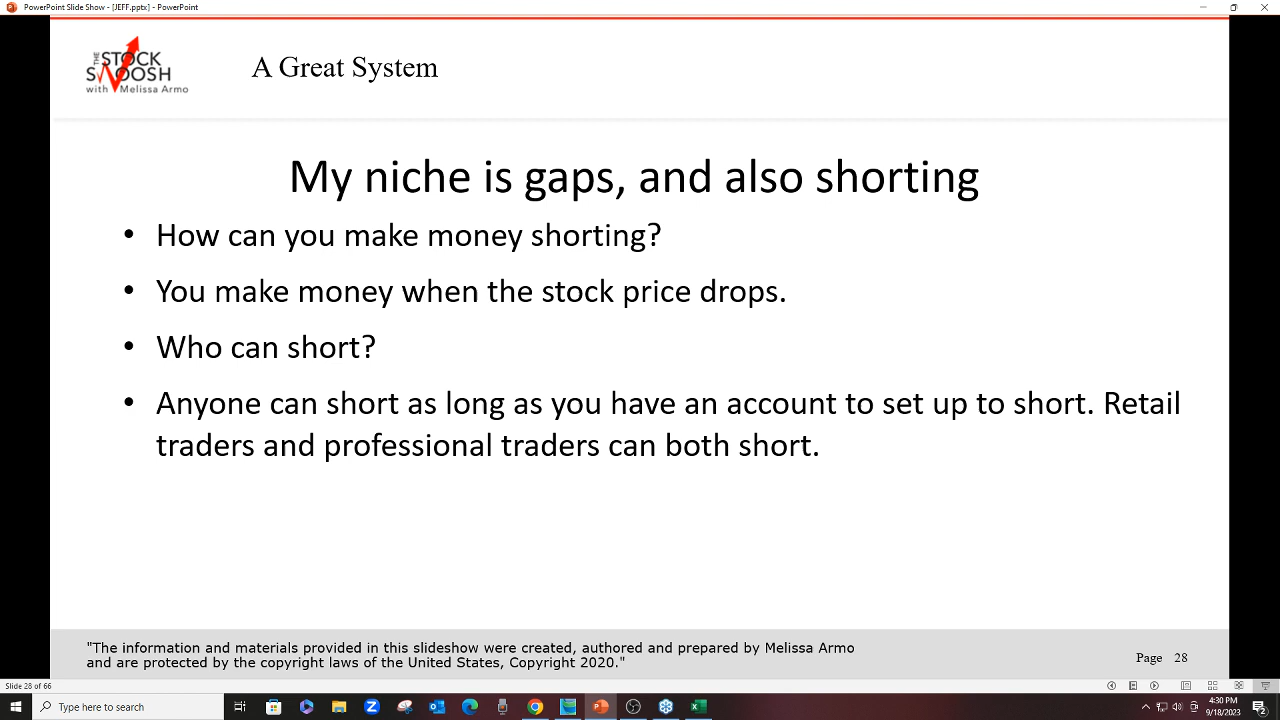 PowerPoint Slide Show - [JEFF.pptx] - PowerPoint
THE
STOCK
SWOOSH
with Melissa Armo
A Great System
My niche is gaps, and also shorting
• How can you make money shorting?
• You make money when the stock price drops.
• Who can short?
• Anyone can short as long as you have an account to set up to short. Retail
traders and professional traders can both short.
"The information and materials provided in this slideshow were created, authored and prepared by Melissa Armo
and are protected by the copyright laws of the United States, Copyright 2020."
Page 28
Slide 28 of 66
Type here to search
4:30 PM
9/18/2023